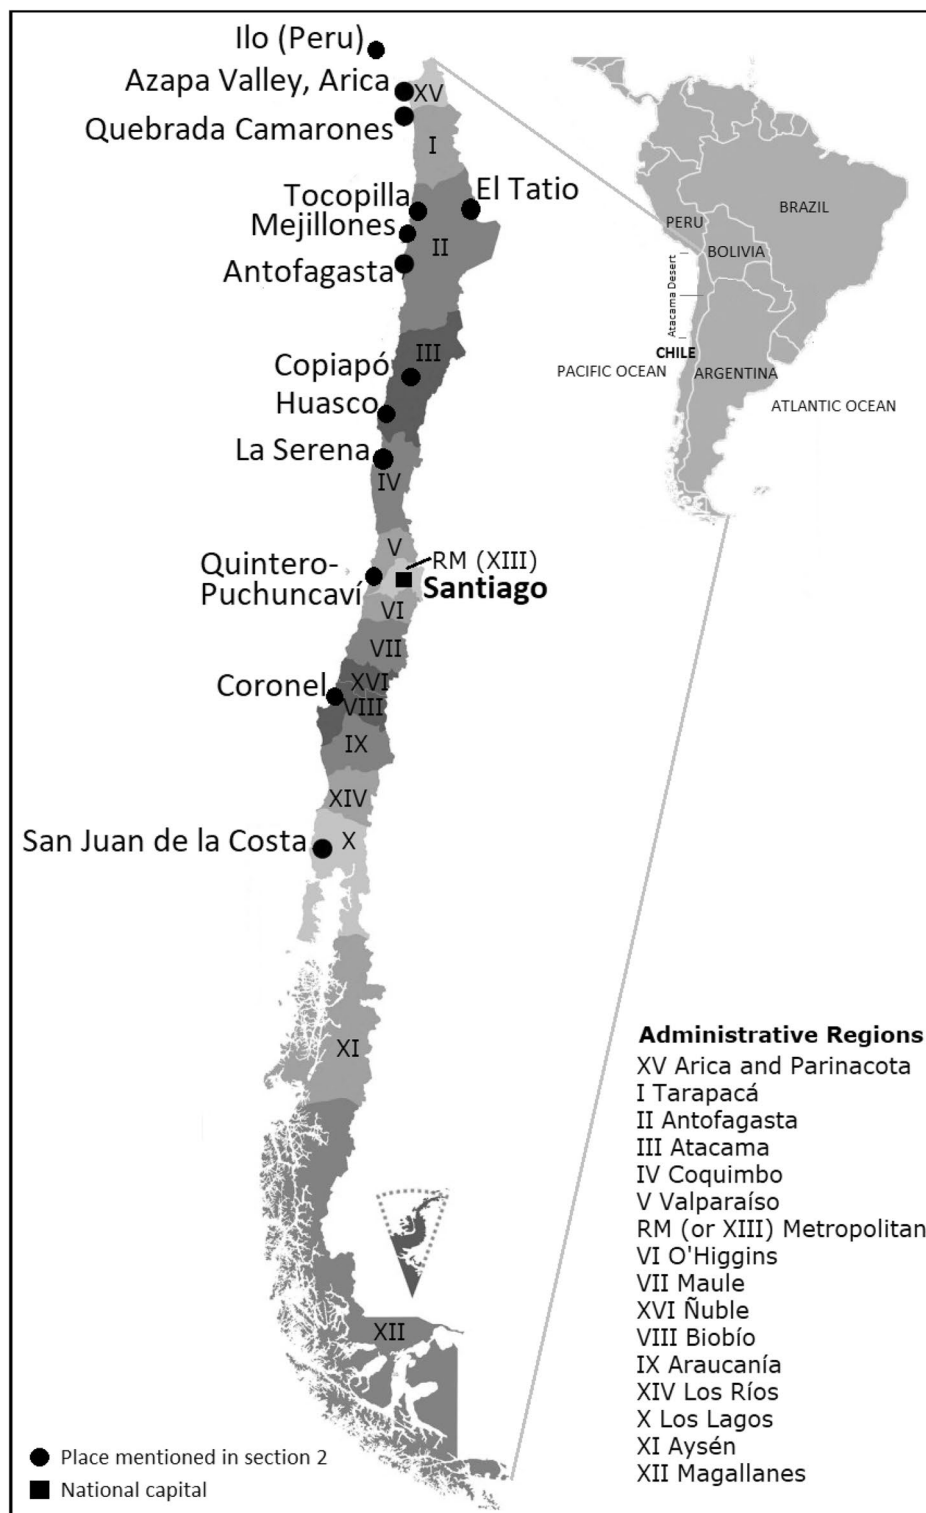 Ilo (Peru)
Azapa Valley, Arica
XV
Quebrada Camarones
I
Tocopilla
El Tatio
Mejillones
II
Antofagasta
III
Copiapó
Huasco
La Serena
IV
V
RM (XIII)
Quintero-
Puchuncaví
Santiago
VI
VII
Coronel
XVI
VIII
IX
XIV
San Juan de la Costa
X
XI
XII
PERU
BRAZIL
BOLIVIA
Atacama Desert
CHILE
PACIFIC OCEAN
ARGENTINA
ATLANTIC OCEAN
Administrative Regions
XV Arica and Parinacota
I Tarapacá
II Antofagasta
III Atacama
IV Coquimbo
V Valparaíso
RM (or XIII) Metropolitan
VI O'Higgins
VII Maule
XVI Ñuble
VIII Biobío
IX Araucanía
XIV Los Ríos
X Los Lagos
XI Aysén
XII Magallanes
Place mentioned in section 2
National capital